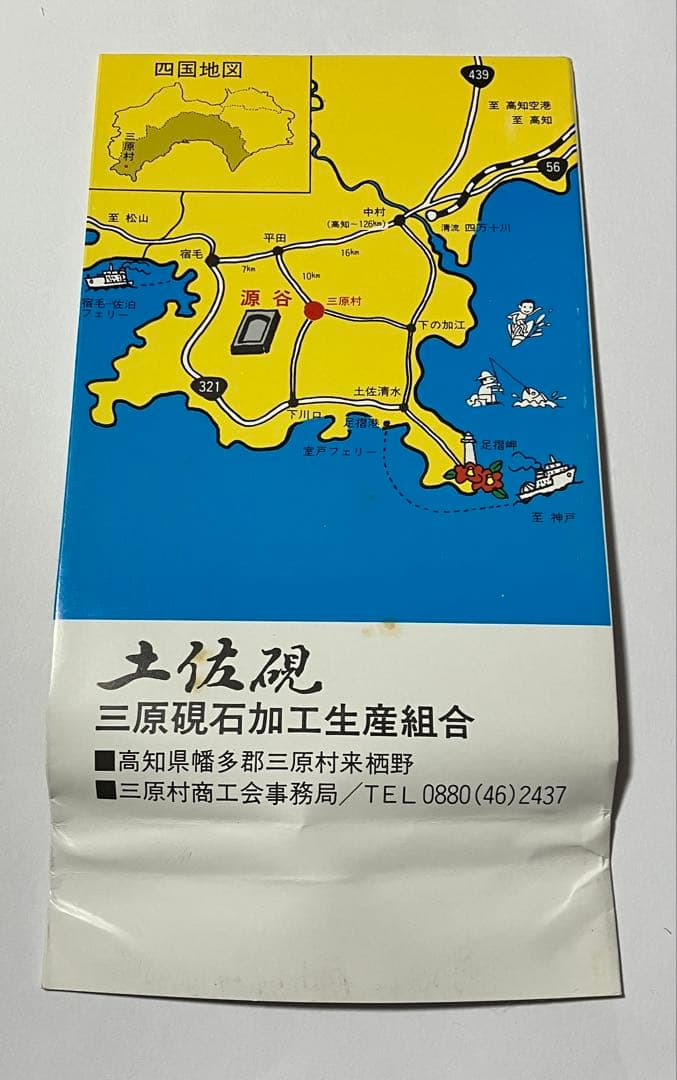 四国地図
三原村
439
至 高知空港
至 高知
56
至 松山
中村
(高知〜126km)
清流 四万十川
宿毛
平田
7km
16km
10km
宿毛-佐泊
フェリー
源谷
三原村
下の加江
321
土佐清水
下川口
足摺港
室戸フェリー
足摺岬
至 神戸
土佐硯
三原硯石加工生産組合
■高知県幡多郡三原村来栖野
■三原村商工会事務局／TEL 0880(46)2437